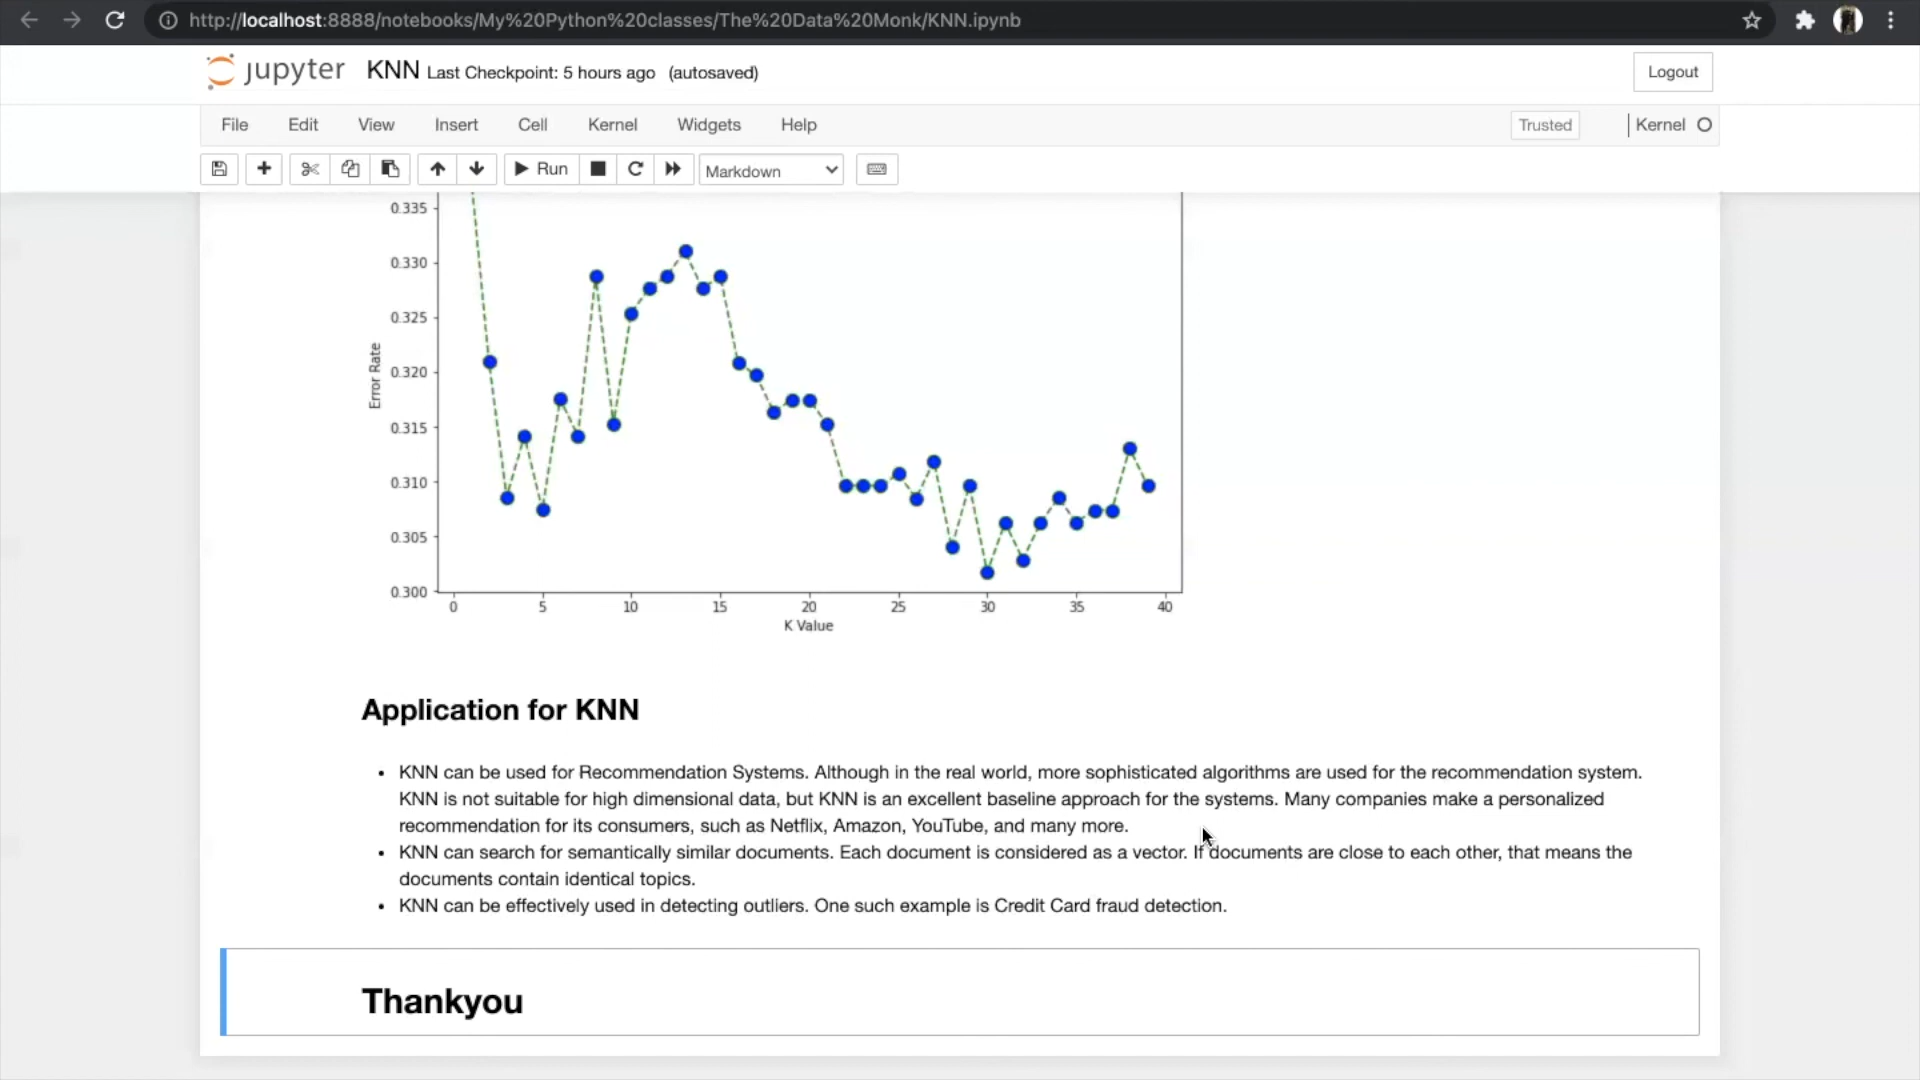 http://localhost:8888/notebooks/My%20Python%20classes/The%20Data%20Monk/KNN.ipynb
jupyter KNN Last Checkpoint: 5 hours ago (autosaved) Logout
File Edit View Insert Cell Kernel Widgets Help Trusted Kernel
Run Markdown
0.335
0.330
0.325
0.320
0.315
0.310
0.305
0.300
Error Rate
0 5 10 15 20 25 30 35 40
K Value
Application for KNN
• KNN can be used for Recommendation Systems. Although in the real world, more sophisticated algorithms are used for the recommendation system.
KNN is not suitable for high dimensional data, but KNN is an excellent baseline approach for the systems. Many companies make a personalized
recommendation for its consumers, such as Netflix, Amazon, YouTube, and many more.
• KNN can search for semantically similar documents. Each document is considered as a vector. If documents are close to each other, that means the
documents contain identical topics.
• KNN can be effectively used in detecting outliers. One such example is Credit Card fraud detection.
Thankyou